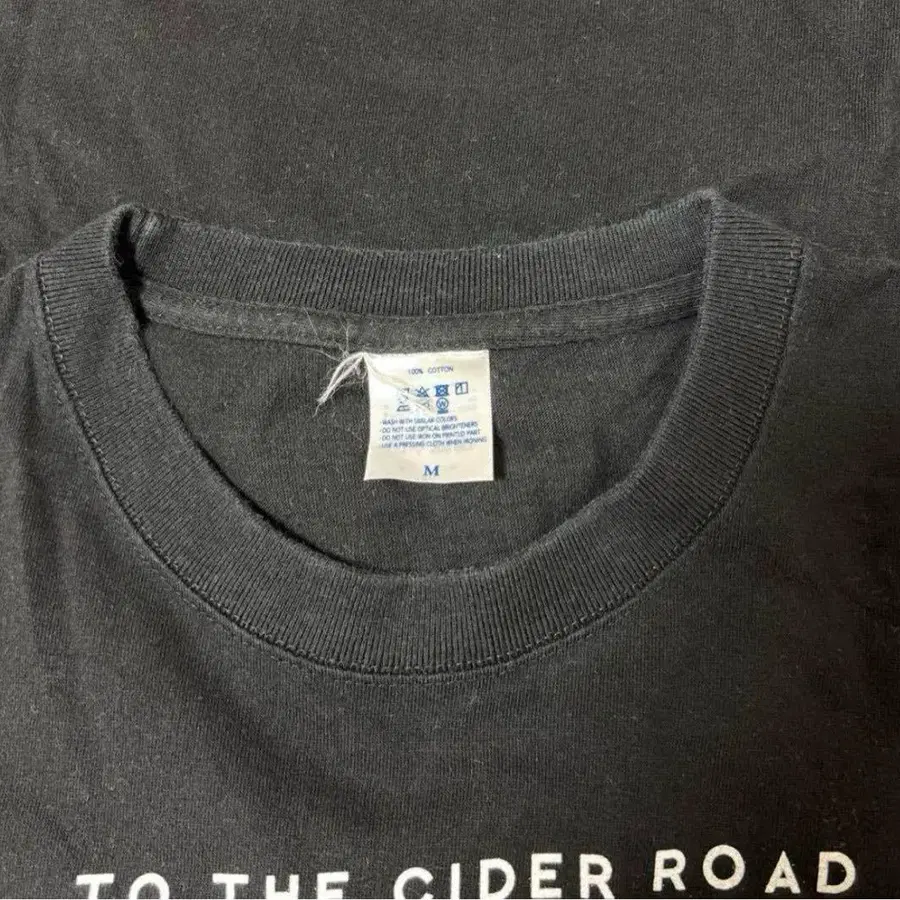 100% COTTON
·WASH WITH SIMILAR COLORS
·DO NOT USE OPTICAL BRIGHTENERS
·DO NOT USE IRON ON PRINTED PART
·USE A PRESSING CLOTH WHEN IRONING
M
TO THE CIDER ROAD